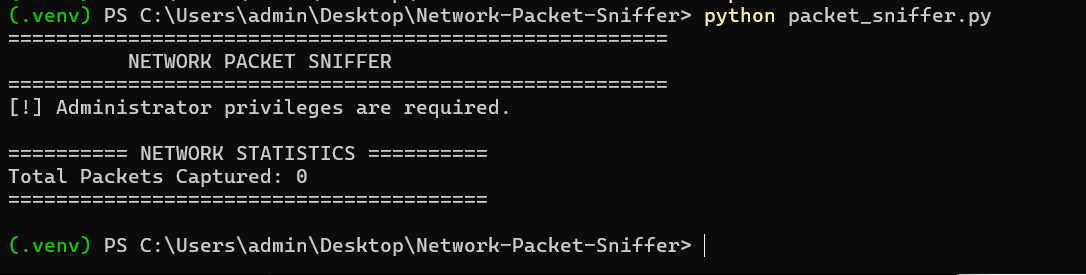 (.venv) PS C:\Users\admin\Desktop\Network-Packet-Sniffer> python packet_sniffer.py
=======================================================
          NETWORK PACKET SNIFFER
=======================================================
[!] Administrator privileges are required.

========== NETWORK STATISTICS ==========
Total Packets Captured: 0
========================================

(.venv) PS C:\Users\admin\Desktop\Network-Packet-Sniffer>